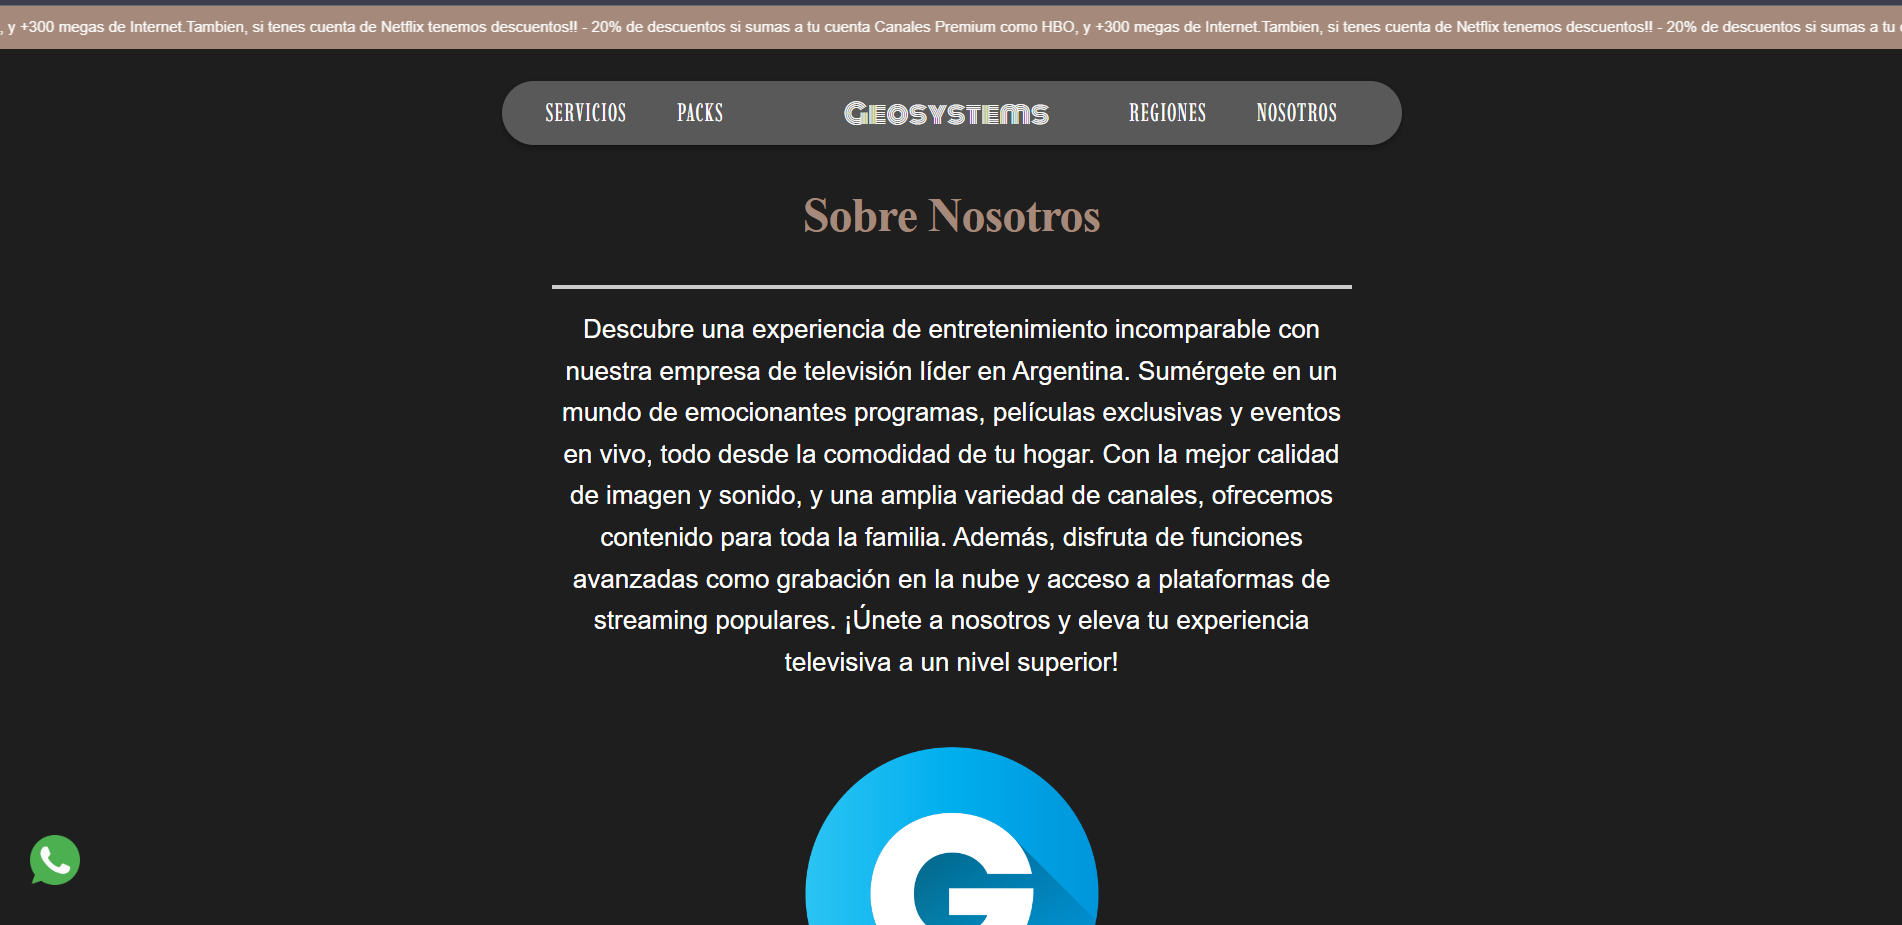 , y +300 megas de Internet.Tambien, si tenes cuenta de Netflix tenemos descuentos!! - 20% de descuentos si sumas a tu cuenta Canales Premium como HBO, y +300 megas de Internet.Tambien, si tenes cuenta de Netflix tenemos descuentos!! - 20% de descuentos si sumas a tu
SERVICIOS PACKS Geosystems REGIONES NOSOTROS
Sobre Nosotros
Descubre una experiencia de entretenimiento incomparable con
nuestra empresa de televisión líder en Argentina. Sumérgete en un
mundo de emocionantes programas, películas exclusivas y eventos
en vivo, todo desde la comodidad de tu hogar. Con la mejor calidad
de imagen y sonido, y una amplia variedad de canales, ofrecemos
contenido para toda la familia. Además, disfruta de funciones
avanzadas como grabación en la nube y acceso a plataformas de
streaming populares. ¡Únete a nosotros y eleva tu experiencia
televisiva a un nivel superior!
G